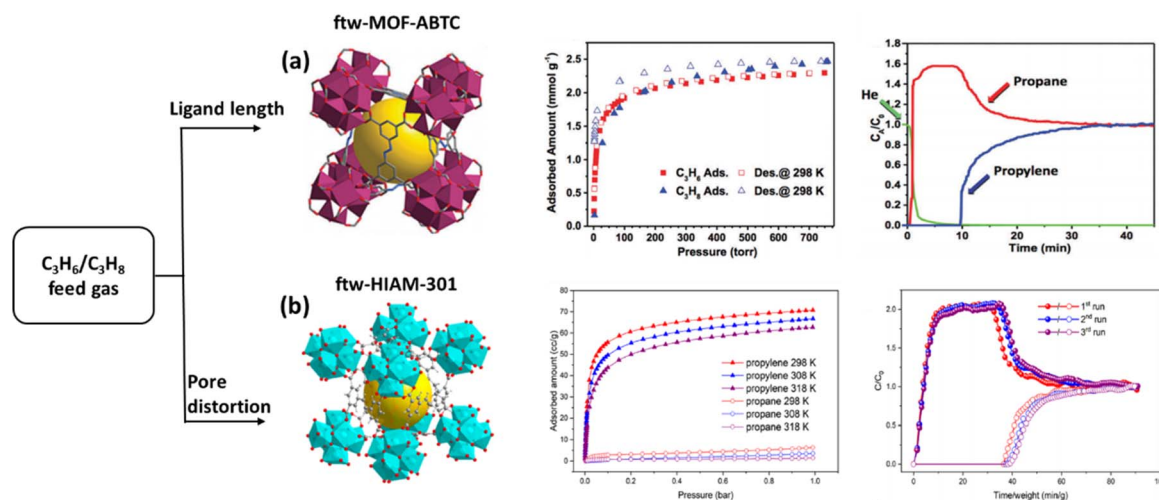 ftw-MOF-ABTC
(a)
Ligand length
C₃H₆/C₃H₈
feed gas
Pore
distortion
ftw-HIAM-301
(b)
Adsorbed Amount (mmol g⁻¹)
2.5
2.0
1.5
1.0
0.5
0.0
C₃H₆ Ads. Des.@ 298 K
C₃H₈ Ads. Des.@ 298 K
0 100 200 300 400 500 600 700
Pressure (torr)
He
Cᵢ/C₀
1.8
1.6
1.4
1.2
1.0
0.8
0.6
0.4
0.2
0.0
Propane
Propylene
0 10 20 30 40
Time (min)
Adsorbed amount (cc/g)
80
70
60
50
40
30
20
10
0
propylene 298 K
propylene 308 K
propylene 318 K
propane 298 K
propane 308 K
propane 318 K
0.0 0.2 0.4 0.6 0.8 1.0
Pressure (bar)
C/C₀
2.0
1.5
1.0
0.5
0.0
1ˢᵗ run
2ⁿᵈ run
3ʳᵈ run
0 20 40 60 80
Time/weight (min/g)